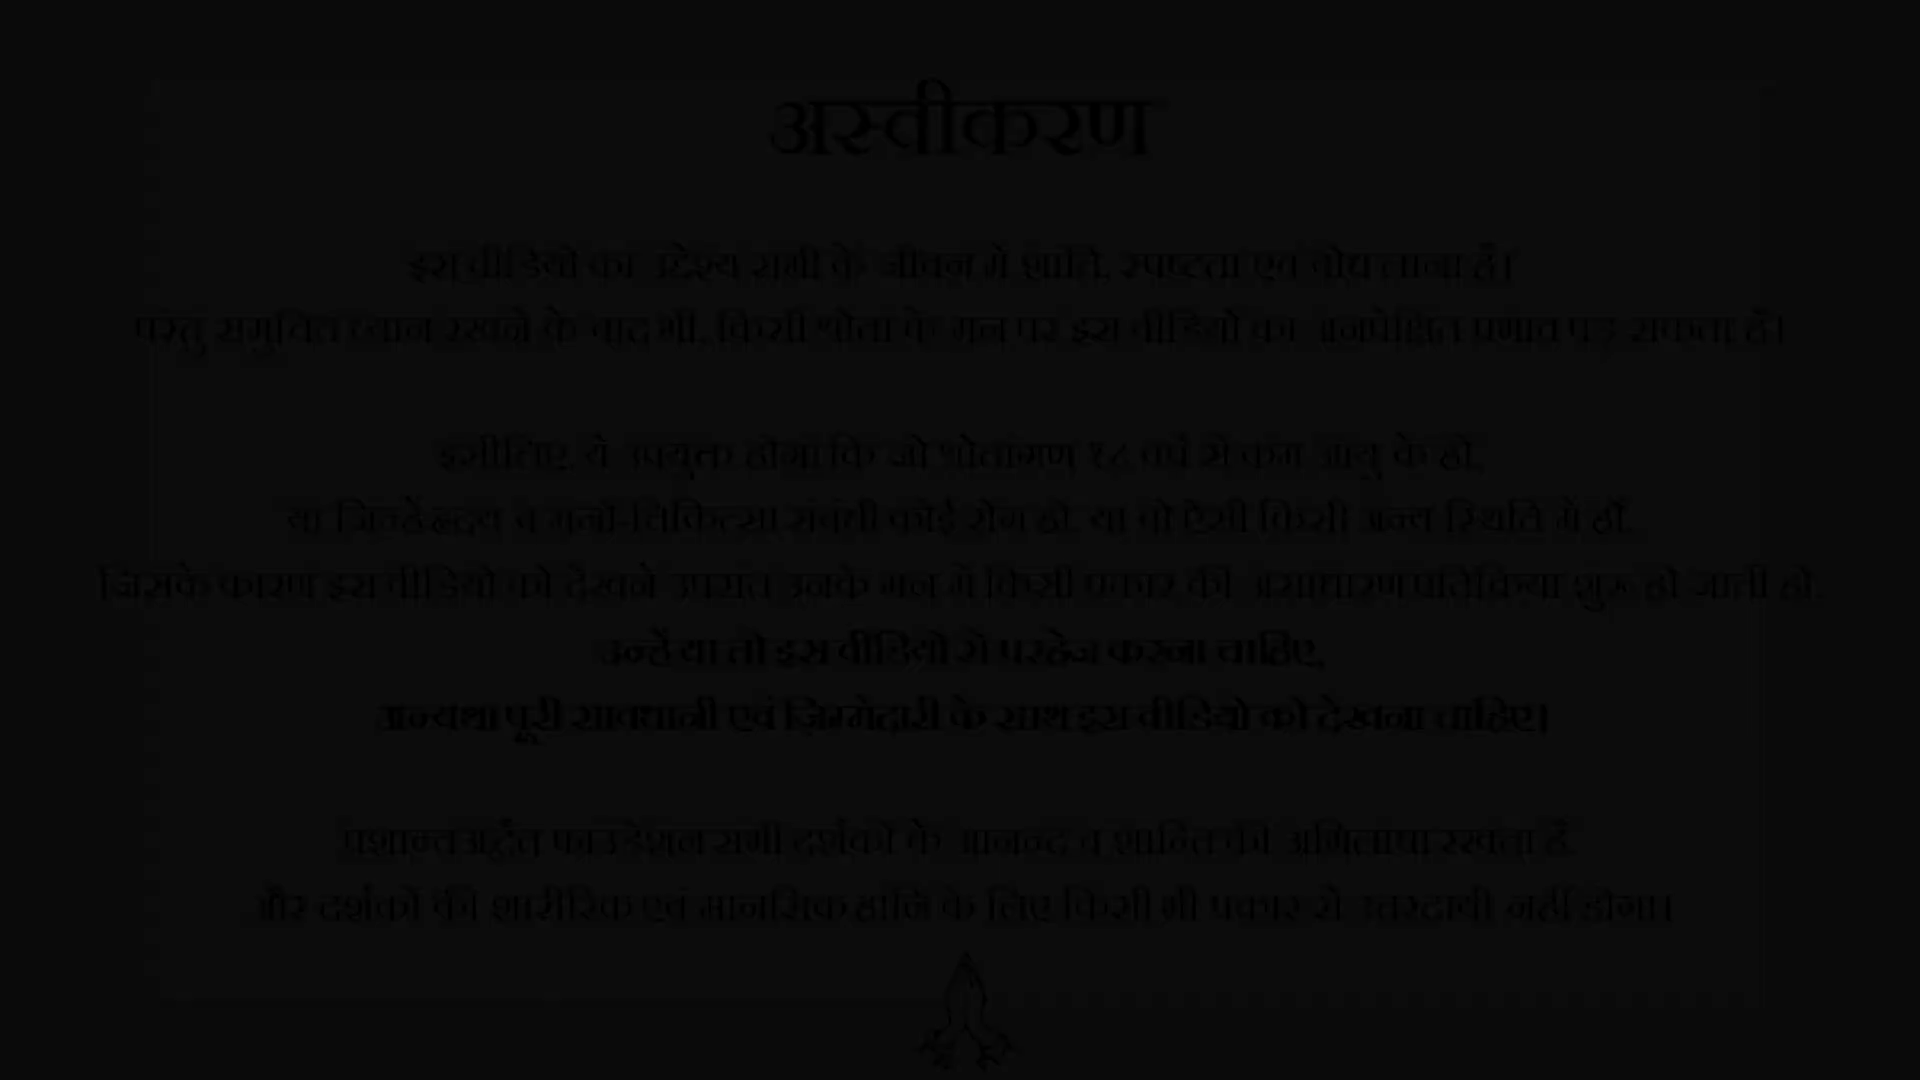 अस्वीकरण
इस वीडियो का उद्देश्य सभी के जीवन में शांति, स्पष्टता एवं बोध लाना है।
परंतु समुचित ध्यान रखने के बाद भी, किसी श्रोता के मन पर इस वीडियो का अनपेक्षित प्रभाव पड़ सकता है।
इसीलिए, ये उपयुक्त होगा कि जो श्रोतागण १८ वर्ष से कम आयु के हों,
या जिन्हें हृदय व मनो-चिकित्सा संबंधी कोई रोग हो, या वो ऐसी किसी अन्य स्थिति में हों,
जिसके कारण इस वीडियो को देखने उपरांत उनके मन में किसी प्रकार की असाधारण प्रतिक्रिया शुरू हो जाती हो,
उन्हें या तो इस वीडियो से परहेज करना चाहिए,
अन्यथा पूरी सावधानी एवं ज़िम्मेदारी के साथ इस वीडियो को देखना चाहिए।
प्रशान्त अद्वैत फाउंडेशन सभी दर्शकों के आनन्द व शान्ति की अभिलाषा रखता है,
और दर्शकों की शारीरिक एवं मानसिक हानि के लिए किसी भी प्रकार से उत्तरदायी नहीं होगा।